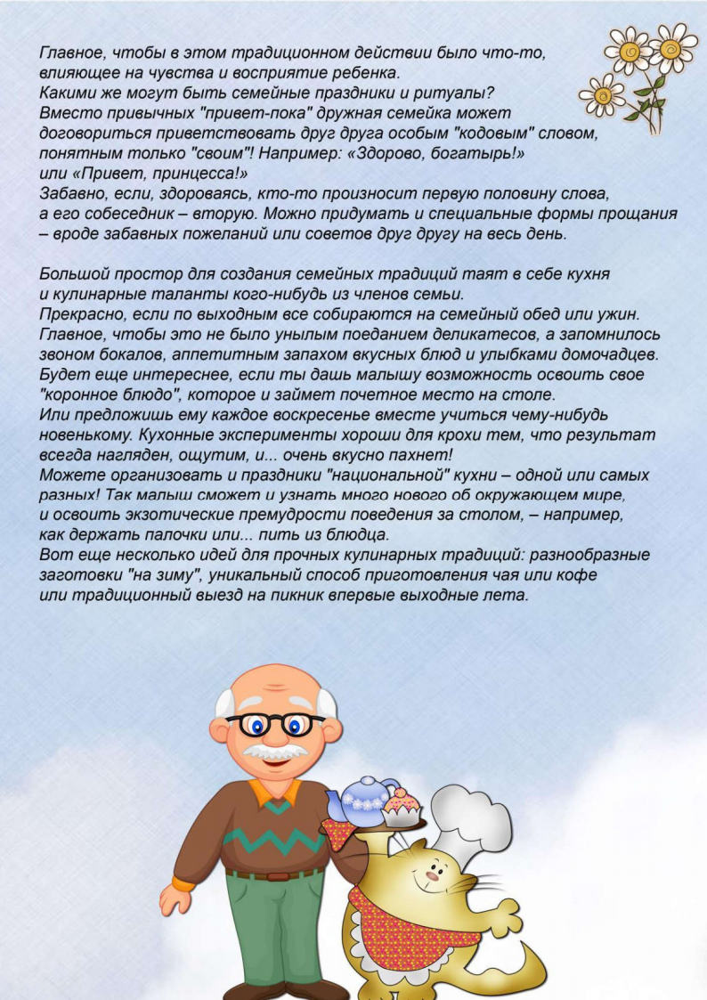 Главное, чтобы в этом традиционном действии было что-то,
влияющее на чувства и восприятие ребенка.
Какими же могут быть семейные праздники и ритуалы?
Вместо привычных "привет-пока" дружная семейка может
договориться приветствовать друг друга особым "кодовым" словом,
понятным только "своим"! Например: «Здорово, богатырь!»
или «Привет, принцесса!»
Забавно, если, здороваясь, кто-то произносит первую половину слова,
а его собеседник – вторую. Можно придумать и специальные формы прощания
– вроде забавных пожеланий или советов друг другу на весь день.
Большой простор для создания семейных традиций таят в себе кухня
и кулинарные таланты кого-нибудь из членов семьи.
Прекрасно, если по выходным все собираются на семейный обед или ужин.
Главное, чтобы это не было унылым поеданием деликатесов, а запомнилось
звоном бокалов, аппетитным запахом вкусных блюд и улыбками домочадцев.
Будет еще интереснее, если ты дашь малышу возможность освоить свое
"коронное блюдо", которое и займет почетное место на столе.
Или предложишь ему каждое воскресенье вместе учиться чему-нибудь
новенькому. Кухонные эксперименты хороши для крохи тем, что результат
всегда нагляден, ощутим, и... очень вкусно пахнет!
Можете организовать и праздники "национальной" кухни – одной или самых
разных! Так малыш сможет и узнать много нового об окружающем мире,
и освоить экзотические премудрости поведения за столом, – например,
как держать палочки или... пить из блюдца.
Вот еще несколько идей для прочных кулинарных традиций: разнообразные
заготовки "на зиму", уникальный способ приготовления чая или кофе
или традиционный выезд на пикник впервые выходные лета.